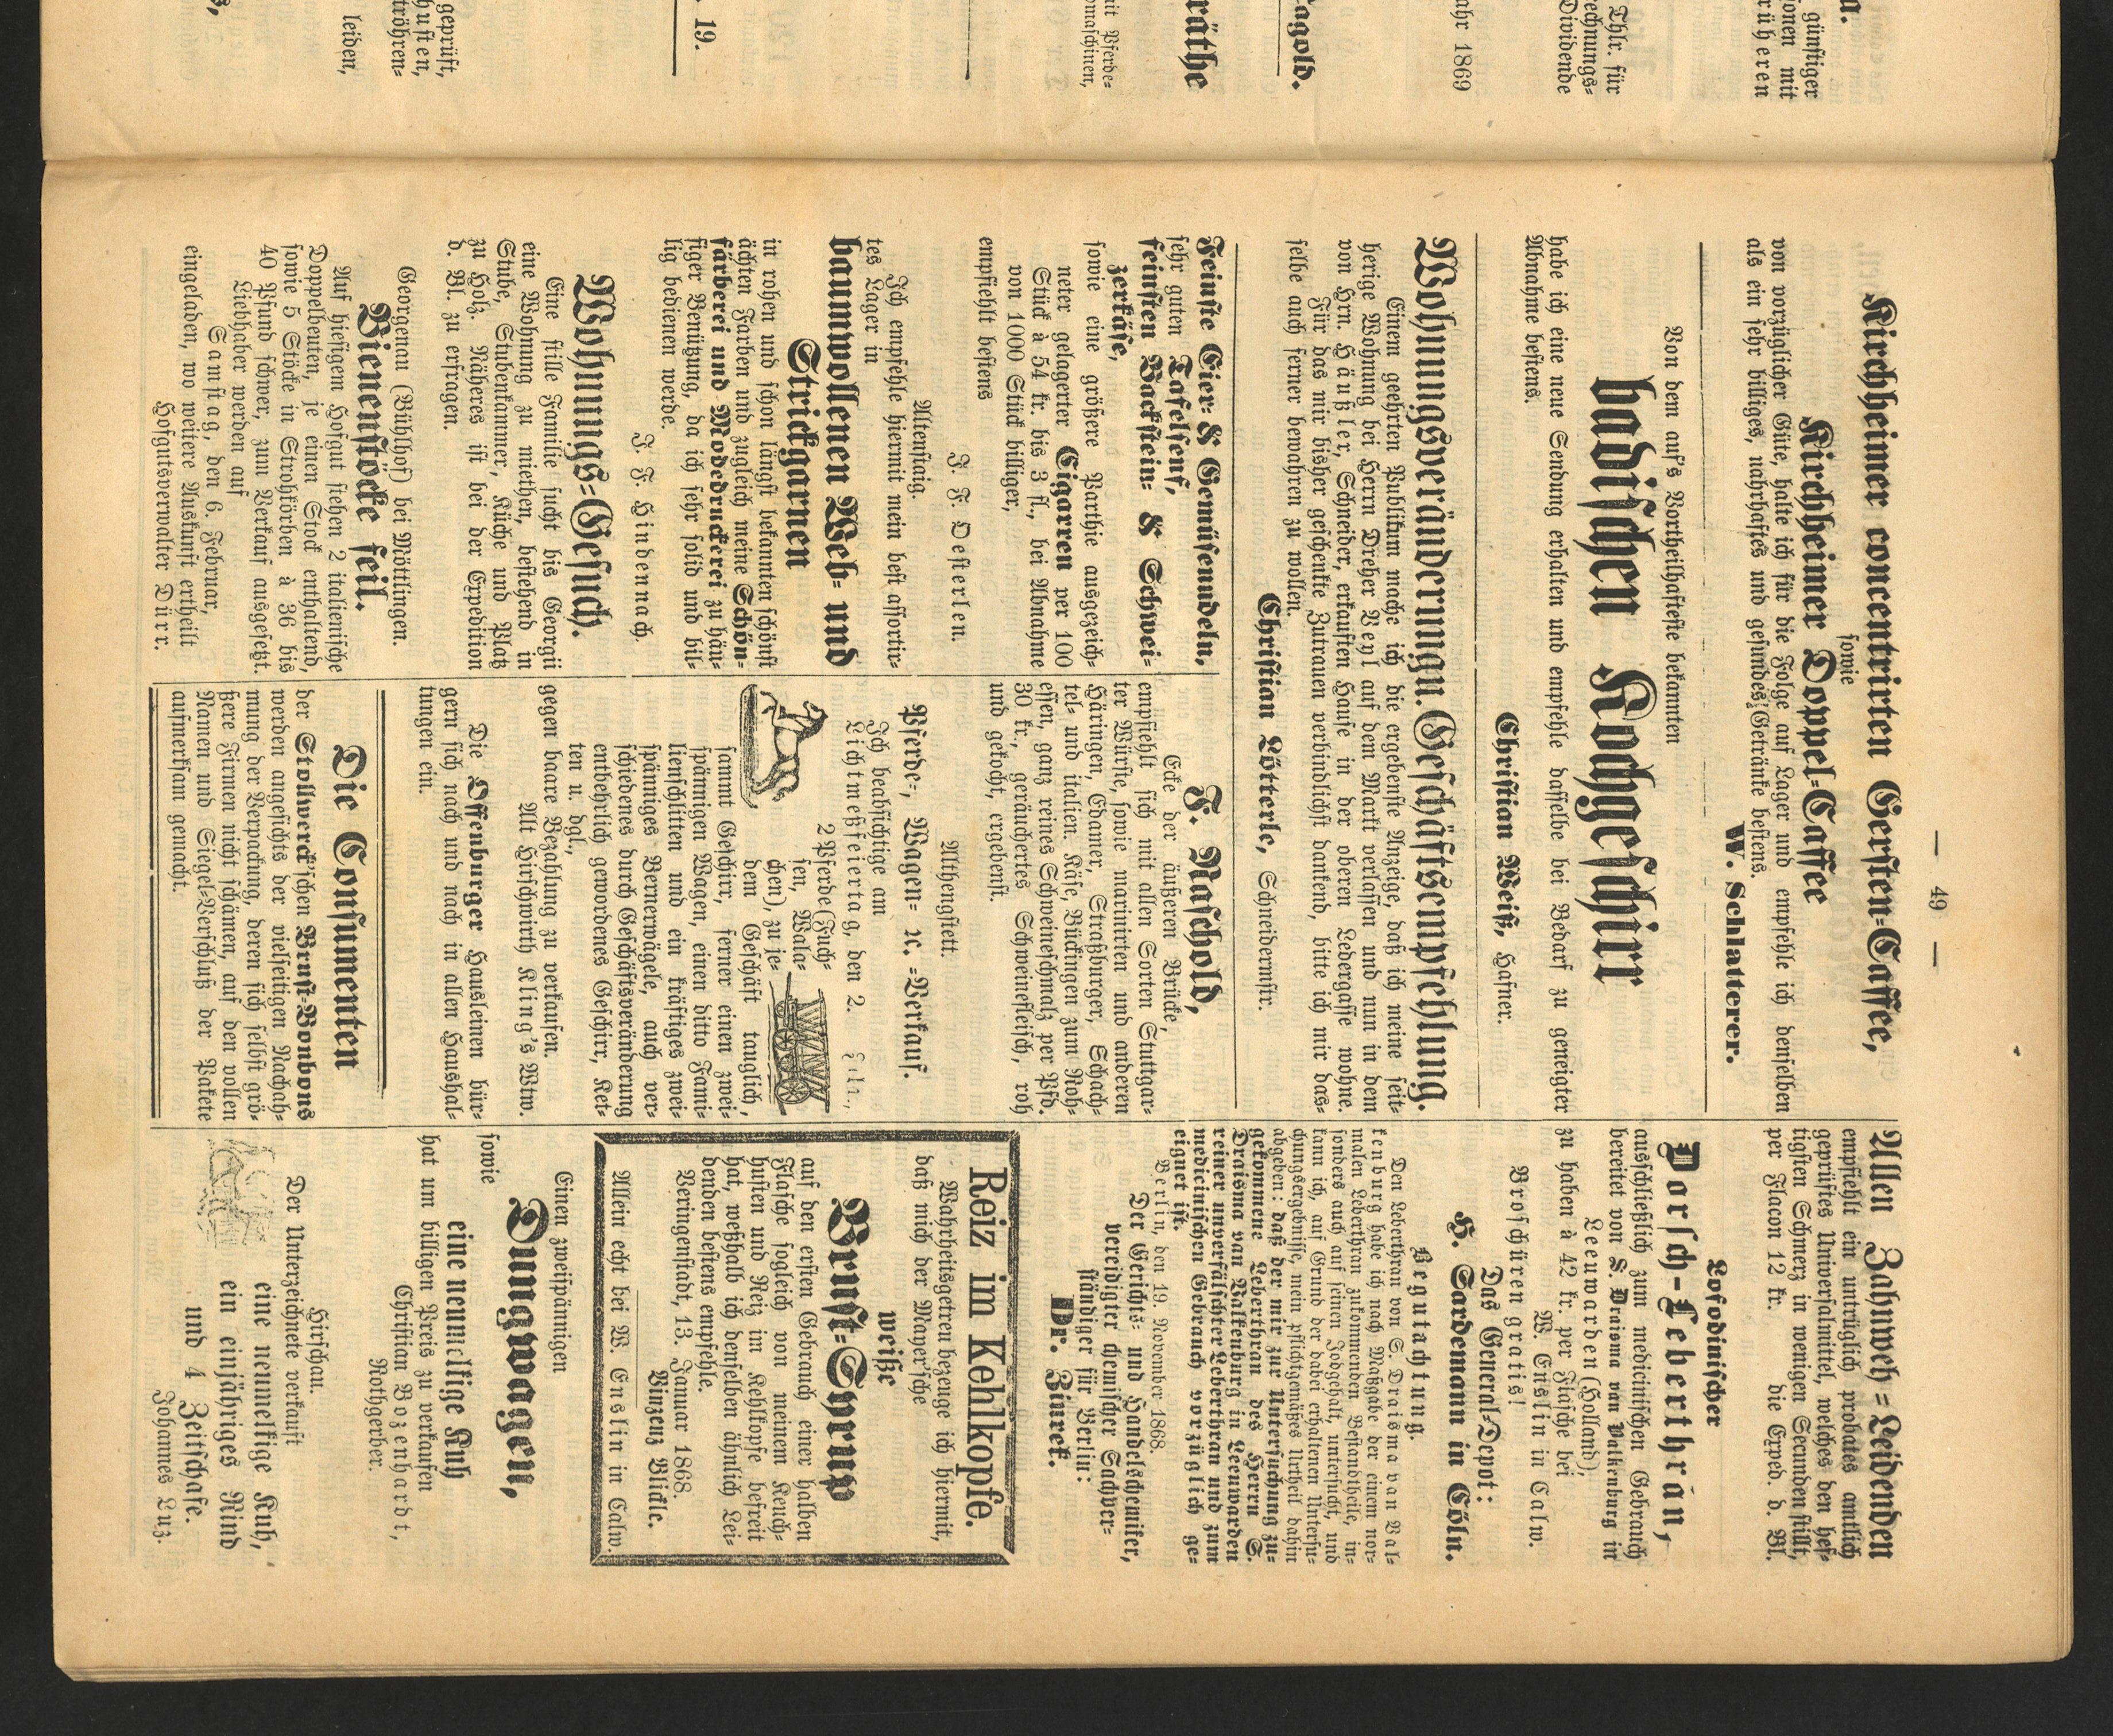 — 49 —
Kirchheimer concentrirten Gersten-Caffee,
sowie
Kirchheimer Doppel-Caffee
von vorzüglicher Güte, halte ich für die Folge auf Lager und empfehle ich denselben
als ein sehr billiges, nahrhaftes und gesundes Getränke bestens.
W. Schlatterer.
Von dem auf's Vortheilhafteste bekannten
badischen Kochgeschirr
habe ich eine neue Sendung erhalten und empfehle dasselbe bei Bedarf zu geneigter
Abnahme bestens.
Christian Weiß, Hafner.
Wohnungsveränderung u. Geschäftsempfehlung.
Einem geehrten Publikum mache ich die ergebenste Anzeige, daß ich meine seit-
herige Wohnung bei Herrn Dreher Neyl auf dem Markt verlassen und nun in dem
von Hrn. Häußler, Schneider, erkauften Hause in der oberen Ledergasse wohne.
Für das mir bisher geschenkte Zutrauen verbindlichst dankend, bitte ich mir das-
selbe auch ferner bewahren zu wollen.
Christian Lötterle, Schneidermstr.
Feinste Eier- & Gemüsenudeln,
sehr guten Tafelsenf,
feinsten Backstein- & Schwei-
zerkäse,
sowie eine größere Parthie ausgezeich-
neter gelagerter Cigarren per 100
Stück à 54 kr. bis 3 fl., bei Abnahme
von 1000 Stück billiger,
empfiehlt bestens
J. F. Oesterlen.
Altenstaig.
Ich empfehle hiermit mein best assortir-
tes Lager in
baumwollenen Web- und
Strickgarnen
in rohen und schon längst bekannten schönst
ächten Farben und zugleich meine Schön-
färberei und Modedruckerei zu häu-
figer Benützung, da ich sehr solid und bil-
lig bedienen werde.
J. F. Hindennach.
Wohnungs-Gesuch.
Eine stille Familie sucht bis Georgii
eine Wohnung zu miethen, bestehend in
Stube, Stubenkammer, Küche und Platz
zu Holz. Näheres ist bei der Expedition
d. Bl. zu erfragen.
Georgenau (Bühlhof) bei Möttlingen.
Bienenstöcke feil.
Auf hiesigem Hofgut stehen 2 italienische
Doppelbeuten, je einen Stock enthaltend,
sowie 5 Stöcke in Strohkörben à 36 bis
40 Pfund schwer, zum Verkauf ausgesetzt.
Liebhaber werden auf
Samstag, den 6. Februar,
eingeladen, wo weitere Auskunft ertheilt
Hofgutsverwalter Dürr.
F. Naschold,
Ecke der äußeren Brücke,
empfiehlt sich mit allen Sorten Stuttgar-
ter Würste, sowie marinirten und anderen
Häringen, Edamer, Straßburger, Schach-
tel- und italien. Käse, Bückingen zum Roh-
essen, ganz reines Schweineschmalz per Pfd.
30 kr., geräuchertes Schweinefleisch, roh
und gekocht, ergebenst.
Althengstett.
Pferde-, Wagen- ꝛc. -Verkauf.
Ich beabsichtige am
Lichtmeßfeiertag, den 2. Feb.,
2 Pferde (Füch-
sen, Wala-
chen), zu je-
dem Geschäft tauglich,
sammt Geschirr, ferner einen zwei-
spännigen Wagen, einen ditto Fami-
lienschlitten und ein kräftiges zwei-
spänniges Bernerwägele, auch ver-
schiedenes durch Geschäftsveränderung
entbehrlich gewordenes Geschirr, Ket-
ten u. dgl.,
gegen baare Bezahlung zu verkaufen.
Alt Hirschwirth Kling's Wtw.
Die Offenburger Hausleinen bür-
gern sich nach und nach in allen Haushal-
tungen ein.
Die Consumenten
der Stollwerck'schen Brust-Bonbons
werden angesichts der vielseitigen Nachah-
mung der Verpackung, deren sich selbst grö-
ßere Firmen nicht schämen, auf den vollen
Namen und Siegel-Verschluß der Pakete
aufmerksam gemacht.
Allen Zahnweh-Leidenden
empfiehlt ein untrüglich probates amtlich
geprüftes Universalmittel, welches den hef-
tigsten Schmerz in wenigen Secunden stillt,
per Flacon 12 kr. die Exped. d. Bl.
Lofodinischer
Dorsch-Leberthran,
ausschließlich zum medicinischen Gebrauch
bereitet von S. Draisma van Valkenburg in
Leeuwarden (Holland),
zu haben à 42 kr. per Flasche bei
W. Enslin in Calw.
Broschüren gratis!
Das General-Depot:
H. Sardemann in Cöln.
Begutachtung.
Den Leberthran von S. Draisma van Val-
kenburg habe ich nach Maßgabe der einem nor-
malen Leberthran zukommenden Bestandtheile, in-
sonders auch auf seinen Jodgehalt, untersucht, und
kann ich, auf Grund der dabei erhaltenen Untersu-
chungsergebnisse, mein pflichtgemäßes Urtheil dahin
abgeben: daß der mir zur Untersuchung zu-
gekommene Leberthran des Herrn S.
Draisma van Valkenburg in Leeuwarden
reiner unverfälschter Leberthran und zum
medicinischen Gebrauch vorzüglich ge-
eignet ist.
Berlin, den 19. November 1868.
Der Gerichts- und Handelschemiker,
vereidigter chemischer Sachver-
ständiger für Berlin:
Dr. Ziurek.
Reiz im Kehlkopfe.
Wahrheitsgetreu bezeuge ich hiermit,
daß mich der Mayer'sche
weiße
Brust-Syrup
auf den ersten Gebrauch einer halben
Flasche sogleich von meinem Keuch-
husten und Reiz im Kehlkopfe befreit
hat, weßhalb ich denselben ähnlich Lei-
denden bestens empfehle.
Veringenstadt, 13. Januar 1868.
Vinzenz Bickle.
Allein echt bei W. Enslin in Calw.
Einen zweispännigen
Dungwagen,
sowie
eine neumelkige Kuh
hat um billigen Preis zu verkaufen
Christian Bozenhardt,
Rothgerber.
Hirschau.
Der Unterzeichnete verkauft
eine neumelkige Kuh,
ein einjähriges Rind
und 4 Zeitschafe.
Johannes Luz.
günstiger
onen mit
rüheren
Thlr. für
echnungs-
Dividende
ahr 1869
agold.
räthe
it Pferde-
omaschinen,
19.
geprüft,
husten,
tröhren-
leiden,